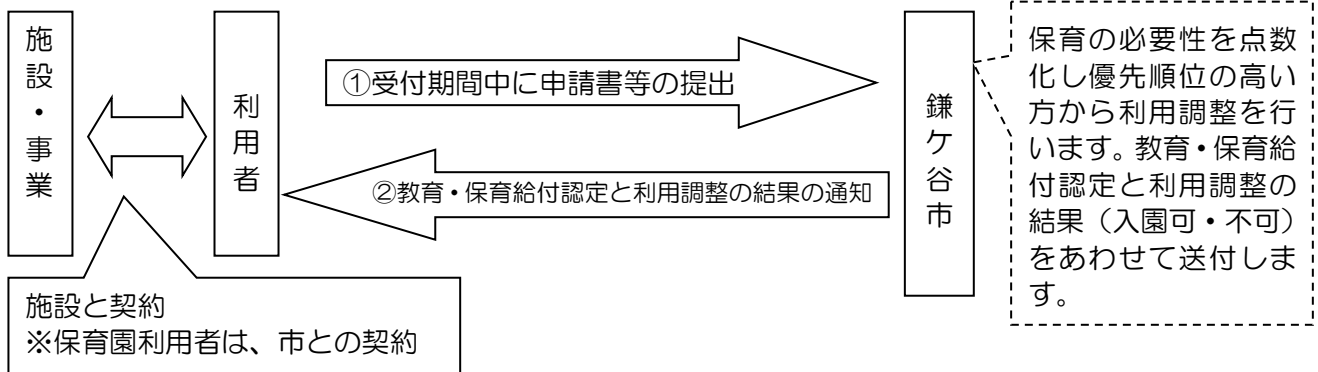 施設・事業
利用者
①受付期間中に申請書等の提出
②教育・保育給付認定と利用調整の結果の通知
鎌ケ谷市
保育の必要性を点数
化し優先順位の高い
方から利用調整を行
います。教育・保育給
付認定と利用調整の
結果（入園可・不可）
をあわせて送付しま
す。
施設と契約
※保育園利用者は、市との契約